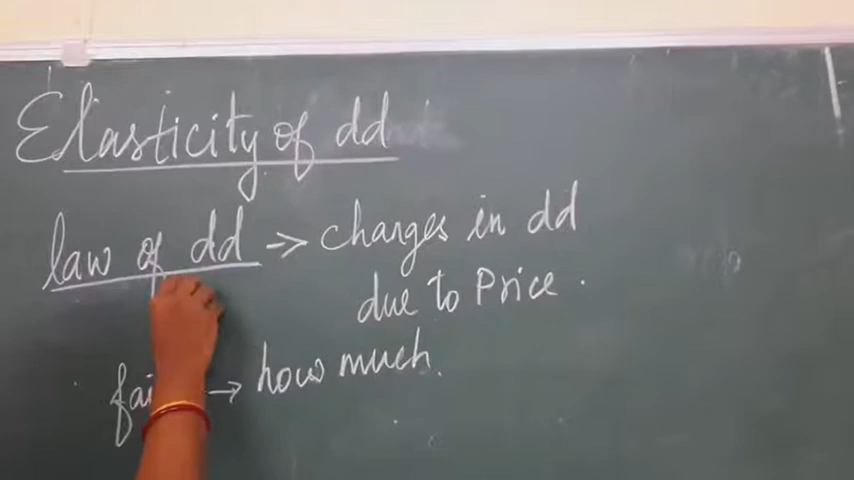 Elasticity of dd
law of dd → changes in dd
due to Price.
→ how much.